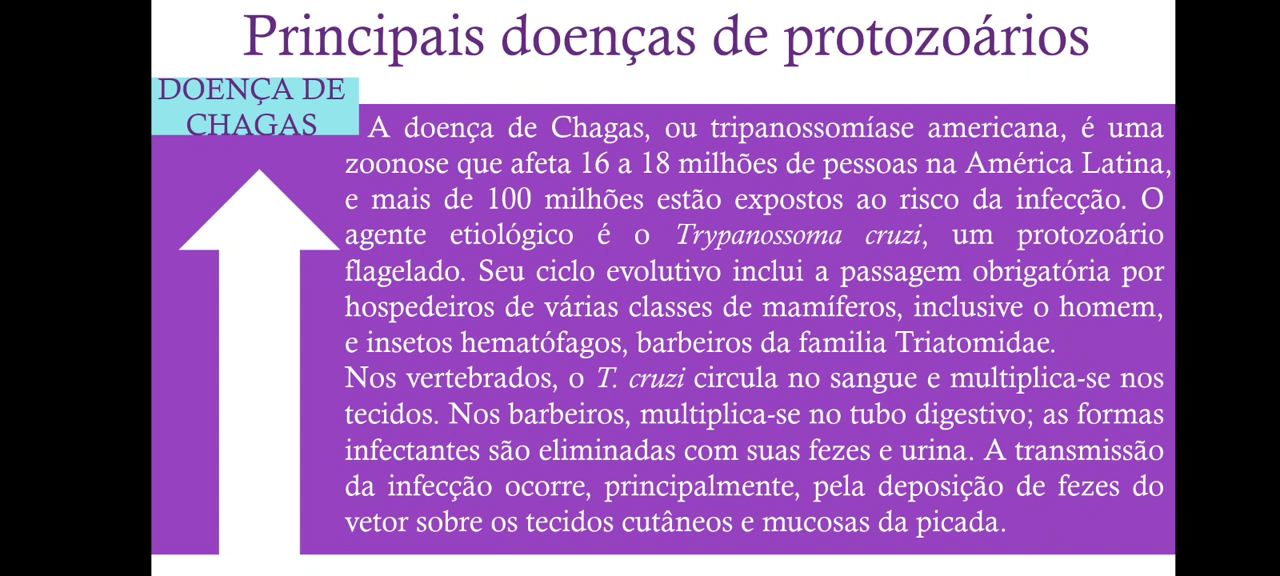 Principais doenças de protozoários
DOENÇA DE
CHAGAS
A doença de Chagas, ou tripanossomíase americana, é uma
zoonose que afeta 16 a 18 milhões de pessoas na América Latina,
e mais de 100 milhões estão expostos ao risco da infecção. O
agente etiológico é o Trypanossoma cruzi, um protozoário
flagelado. Seu ciclo evolutivo inclui a passagem obrigatória por
hospedeiros de várias classes de mamíferos, inclusive o homem,
e insetos hematófagos, barbeiros da familia Triatomidae.
Nos vertebrados, o T. cruzi circula no sangue e multiplica-se nos
tecidos. Nos barbeiros, multiplica-se no tubo digestivo; as formas
infectantes são eliminadas com suas fezes e urina. A transmissão
da infecção ocorre, principalmente, pela deposição de fezes do
vetor sobre os tecidos cutâneos e mucosas da picada.